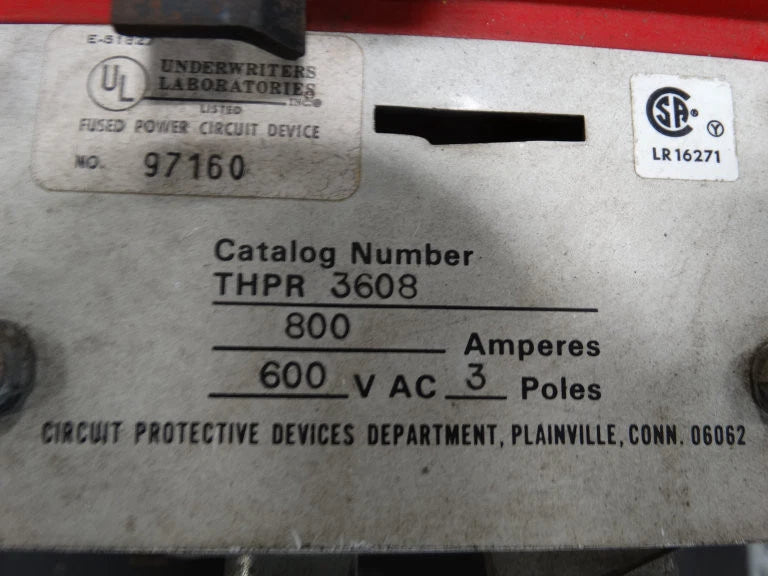 UL
UNDERWRITERS
LABORATORIES
INC.®
LISTED
FUSED POWER CIRCUIT DEVICE
NO. 97160
SA ®
LR 16271
Catalog Number
THPR 3608
800 Amperes
600 V AC 3 Poles
CIRCUIT PROTECTIVE DEVICES DEPARTMENT, PLAINVILLE, CONN. 06062